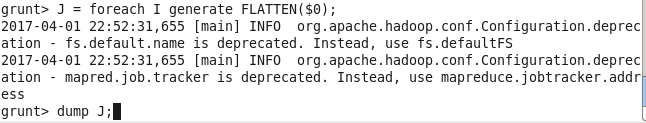 grunt> J = foreach I generate FLATTEN($0);
2017-04-01 22:52:31,655 [main] INFO  org.apache.hadoop.conf.Configuration.deprec
ation - fs.default.name is deprecated. Instead, use fs.defaultFS
2017-04-01 22:52:31,655 [main] INFO  org.apache.hadoop.conf.Configuration.deprec
ation - mapred.job.tracker is deprecated. Instead, use mapreduce.jobtracker.addr
ess
grunt> dump J;